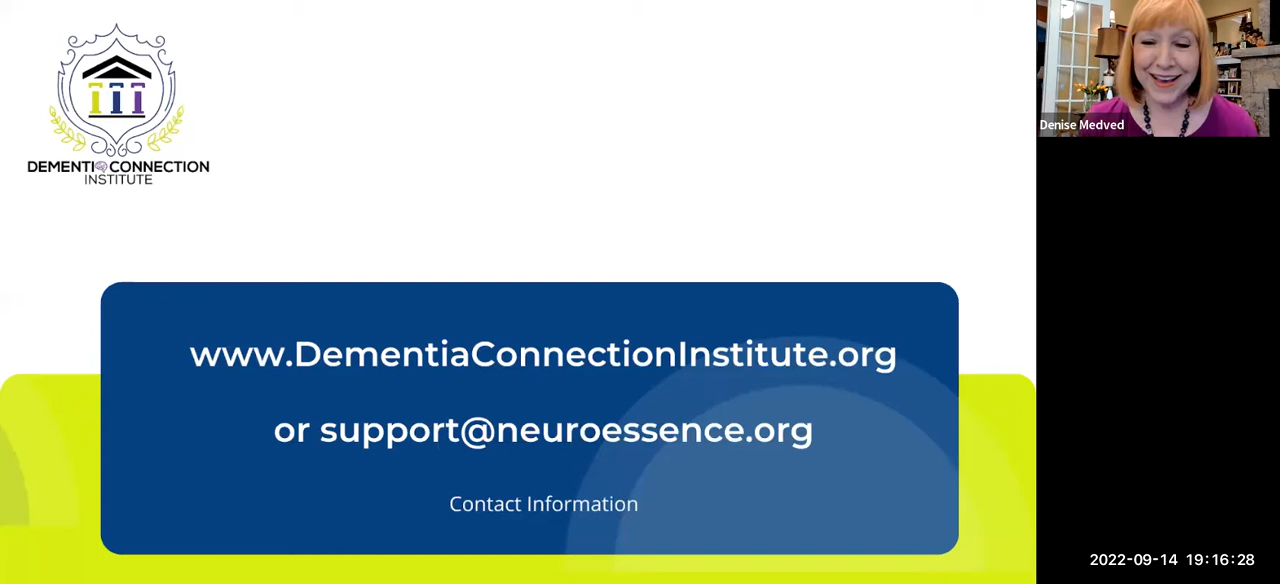 DEMENTI CONNECTION
INSTITUTE
www.DementiaConnectionInstitute.org
or support@neuroessence.org
Contact Information
Denise Medved
2022-09-14 19:16:28